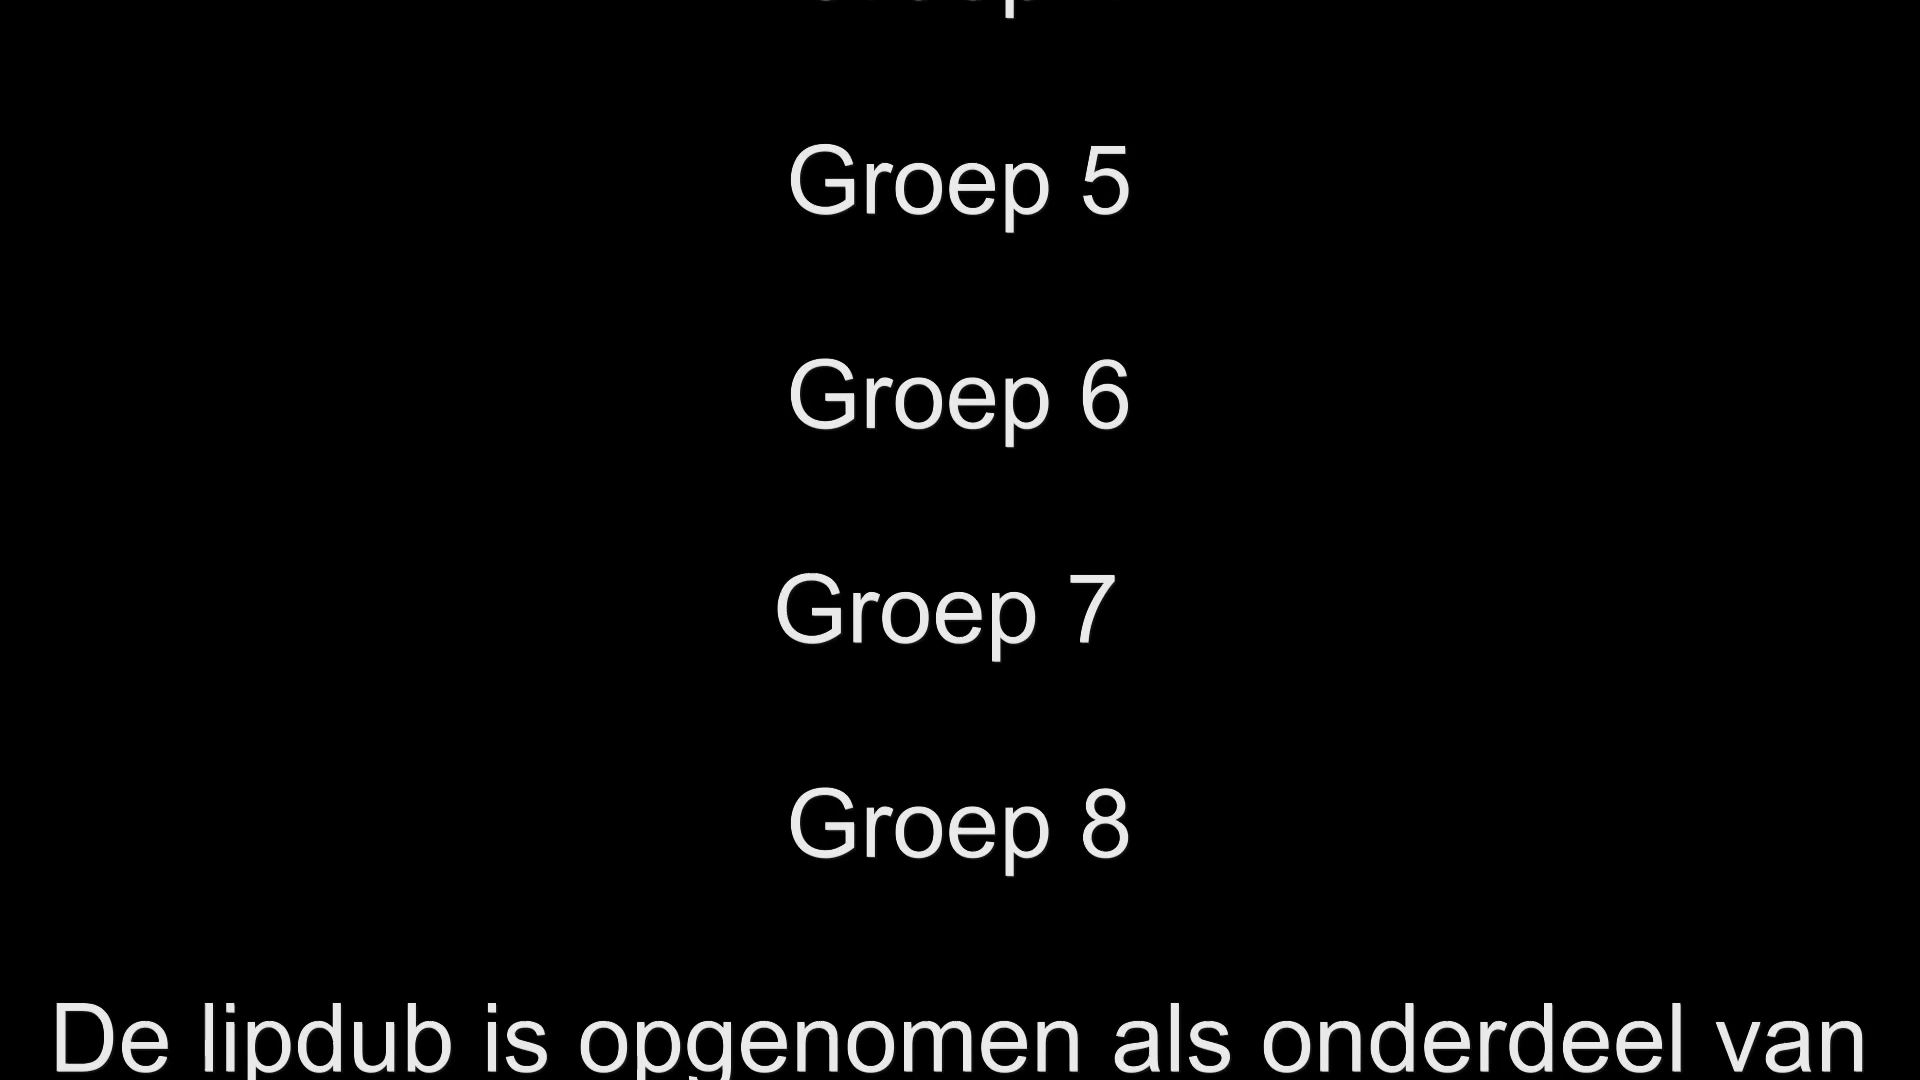 Groep 5
Groep 6
Groep 7
Groep 8
De lipdub is opgenomen als onderdeel van